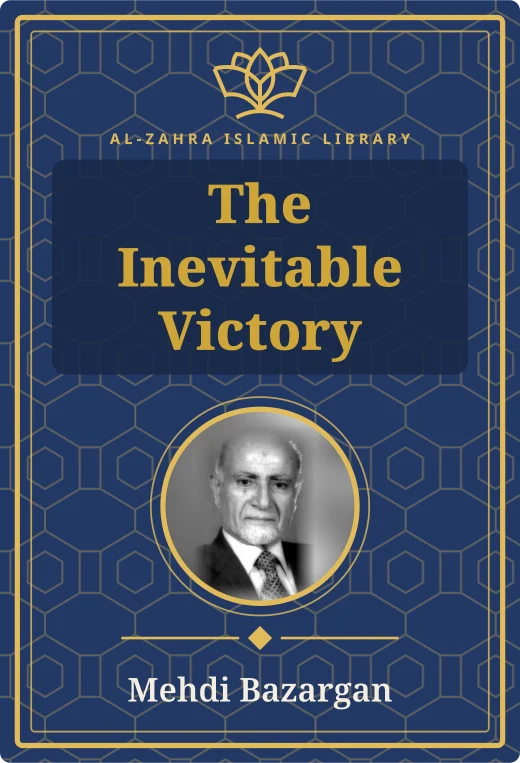 AL-ZAHRA ISLAMIC LIBRARY
The
Inevitable
Victory
Mehdi Bazargan